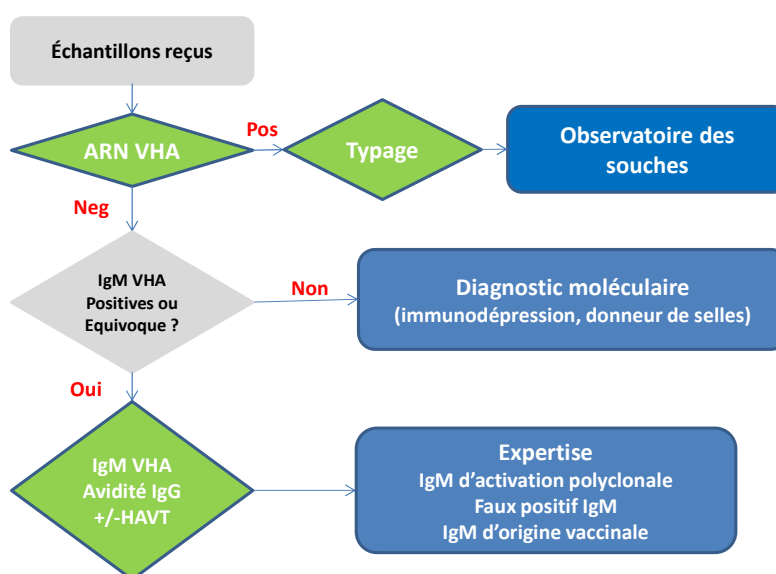 Échantillons reçus
ARN VHA
Pos
Typage
Observatoire des
souches
Neg
IgM VHA
Positives ou
Equivoque ?
Non
Diagnostic moléculaire
(immunodépression, donneur de selles)
Oui
IgM VHA
Avidité IgG
+/-HAVT
Expertise
IgM d'activation polyclonale
Faux positif IgM
IgM d'origine vaccinale